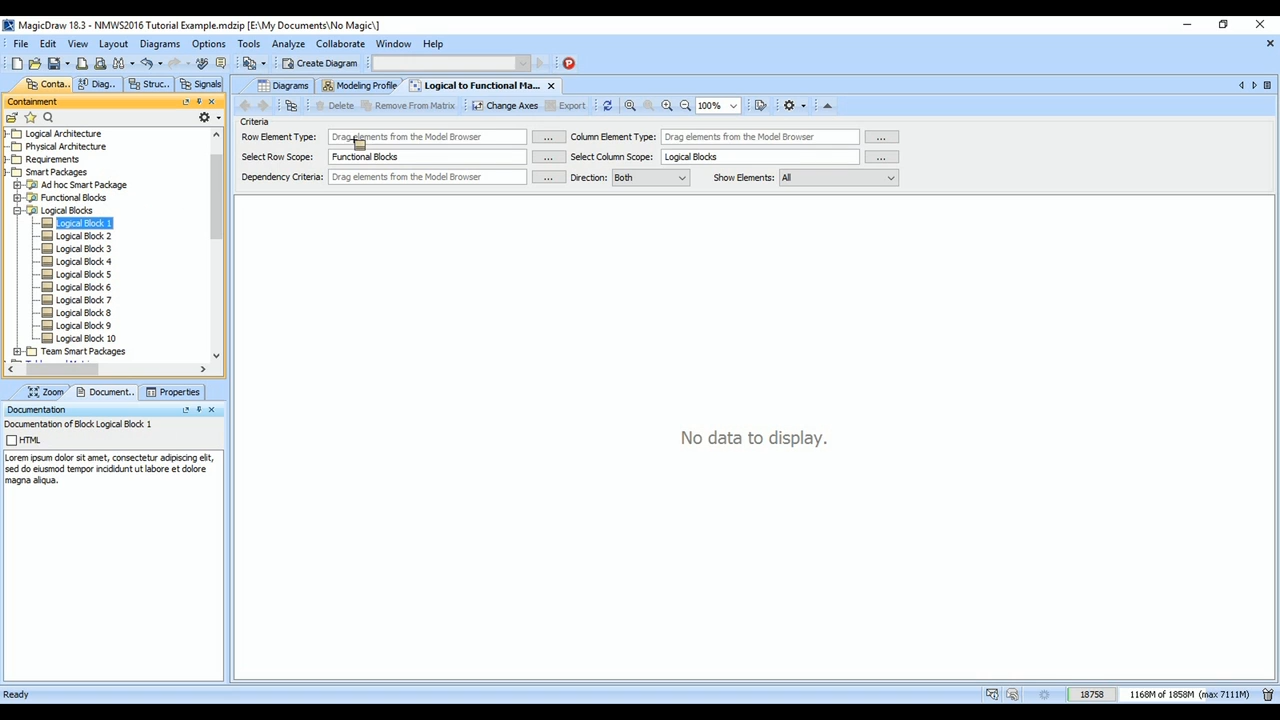 MagicDraw 18.3 - NMWS2016 Tutorial Example.mdzip [E:\My Documents\No Magic\]
File Edit View Layout Diagrams Options Tools Analyze Collaborate Window Help
Create Diagram
Conta.. Diag.. Struc.. Signals
Diagrams Modeling Profile Logical to Functional Ma...
Containment
Delete Remove From Matrix Change Axes Export 100%
Criteria
Row Element Type: Drag elements from the Model Browser ... Column Element Type: Drag elements from the Model Browser ...
Select Row Scope: Functional Blocks ... Select Column Scope: Logical Blocks ...
Dependency Criteria: Drag elements from the Model Browser ... Direction: Both Show Elements: All
Logical Architecture
Physical Architecture
Requirements
Smart Packages
Ad hoc Smart Package
Functional Blocks
Logical Blocks
Logical Block 1
Logical Block 2
Logical Block 3
Logical Block 4
Logical Block 5
Logical Block 6
Logical Block 7
Logical Block 8
Logical Block 9
Logical Block 10
Team Smart Packages
Zoom Document.. Properties
Documentation
Documentation of Block Logical Block 1
HTML
Lorem ipsum dolor sit amet, consectetur adipiscing elit,
sed do eiusmod tempor incididunt ut labore et dolore
magna aliqua.
No data to display.
Ready 18758 1168M of 1858M (max 7111M)